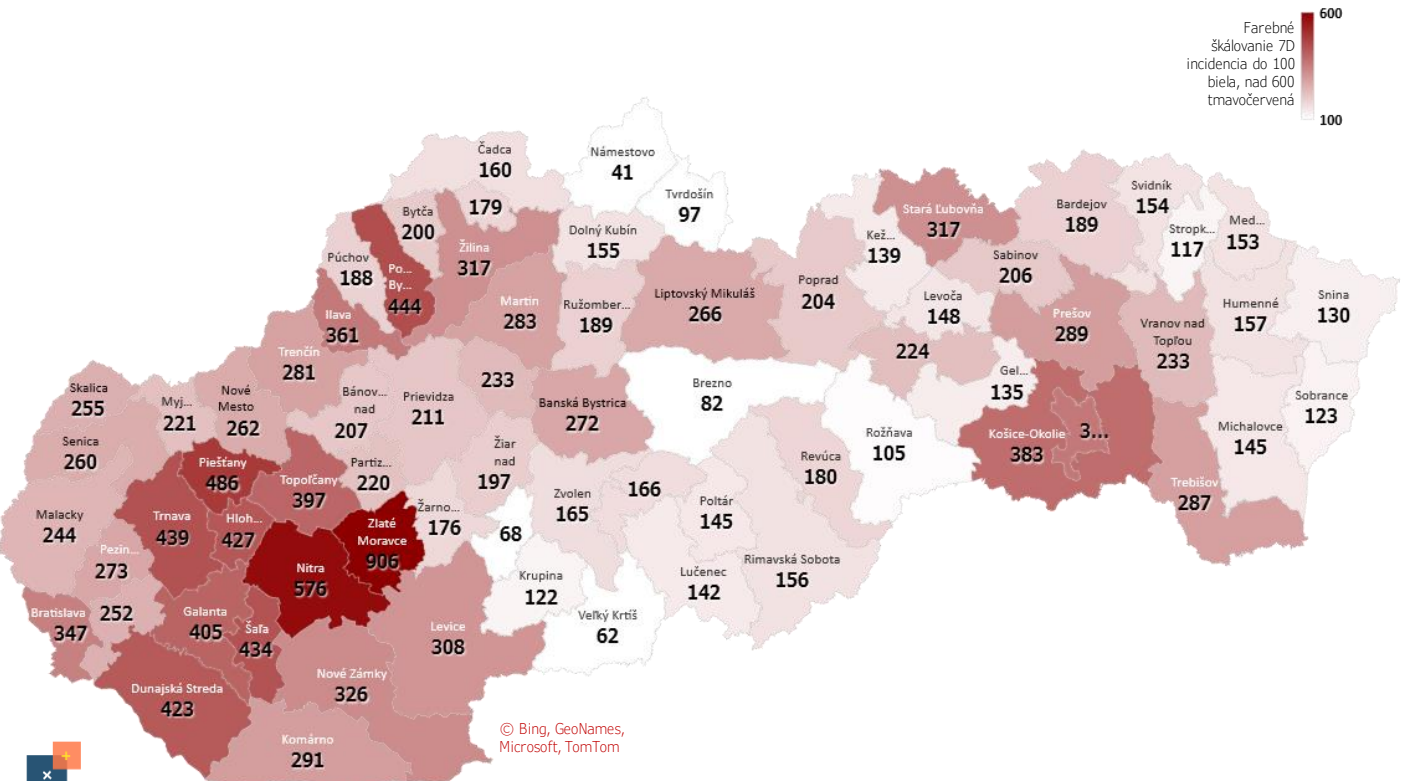 600
Farebné
škálovanie 7D
incidencia do 100
biela, nad 600
tmavočervená
100
Čadca
160
Námestovo
41
Tvrdošín
97
179
Bytča
200
Dolný Kubín
155
Žilina
317
Púchov
188
Po...
By...
444
Ilava
361
Martin
283
Ružomber...
189
Liptovský Mikuláš
266
Poprad
204
Kež...
139
Stará Ľubovňa
317
Bardejov
189
Svidník
154
Stropk...
117
Med...
153
Sabinov
206
Levoča
148
Prešov
289
Vranov nad
Topľou
233
Humenné
157
Snina
130
224
Gel...
135
Sobrance
123
Michalovce
145
Košice-Okolie
383
3...
Trebišov
287
Rožňava
105
Brezno
82
Revúca
180
Trenčín
281
Skalica
255
Myj...
221
Nové
Mesto
262
Bánov...
nad
207
Prievidza
211
233
Banská Bystrica
272
Senica
260
Piešťany
486
Topoľčany
397
Partiz...
220
Žiar
nad
197
Malacky
244
Trnava
439
Hloh...
427
Zlaté
Moravce
906
Žarno...
176
68
Zvolen
165
166
Poltár
145
Rimavská Sobota
156
Lučenec
142
Krupina
122
Veľký Krtíš
62
Pezin...
273
Nitra
576
Bratislava
347
252
Galanta
405
Šaľa
434
Levice
308
Dunajská Streda
423
Nové Zámky
326
Komárno
291
© Bing, GeoNames,
Microsoft, TomTom
+
×